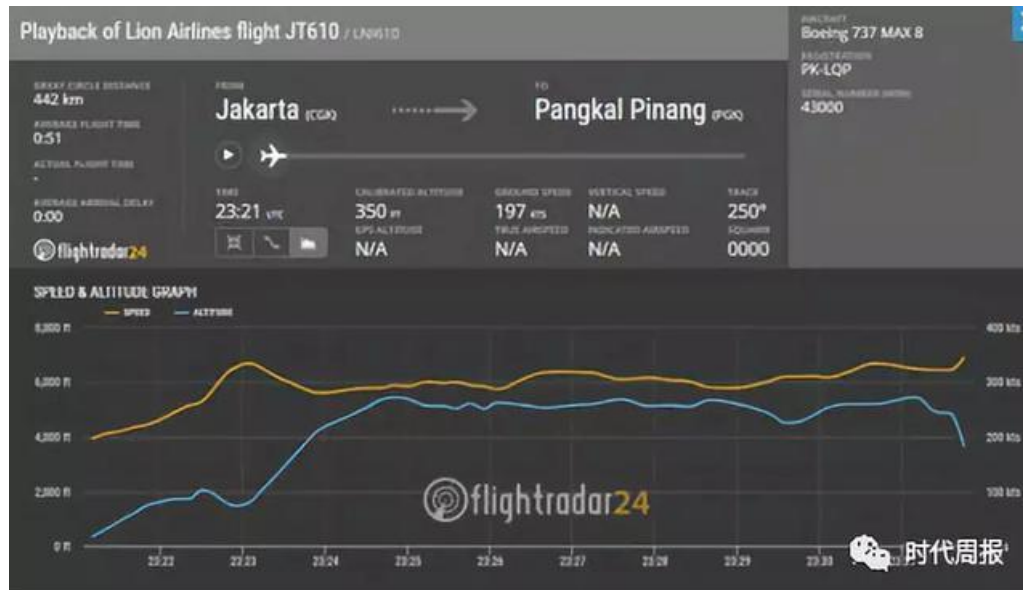 Playback of Lion Airlines flight JT610 / LNI610
AIRCRAFT
Boeing 737 MAX 8
REGISTRATION
PK-LQP
SERIAL NUMBER (MSN)
43000
GREAT CIRCLE DISTANCE
442 km
AVERAGE FLIGHT TIME
0:51
ACTUAL FLIGHT TIME
-
AVERAGE ARRIVAL DELAY
0:00
flightradar24
FROM
Jakarta (CGK)
TO
Pangkal Pinang (PGK)
TIME
23:21 UTC
CALIBRATED ALTITUDE
350 FT
GPS ALTITUDE
N/A
GROUND SPEED
197 KTS
TRUE AIRSPEED
N/A
VERTICAL SPEED
N/A
INDICATED AIRSPEED
N/A
TRACK
250°
SQUAWK
0000
SPEED & ALTITUDE GRAPH
SPEED
ALTITUDE
8,000 ft
6,000 ft
4,000 ft
2,000 ft
0 ft
400 kts
300 kts
200 kts
100 kts
flightradar24
23:22
23:23
23:24
23:25
23:26
23:27
23:28
23:29
23:30
时代周报